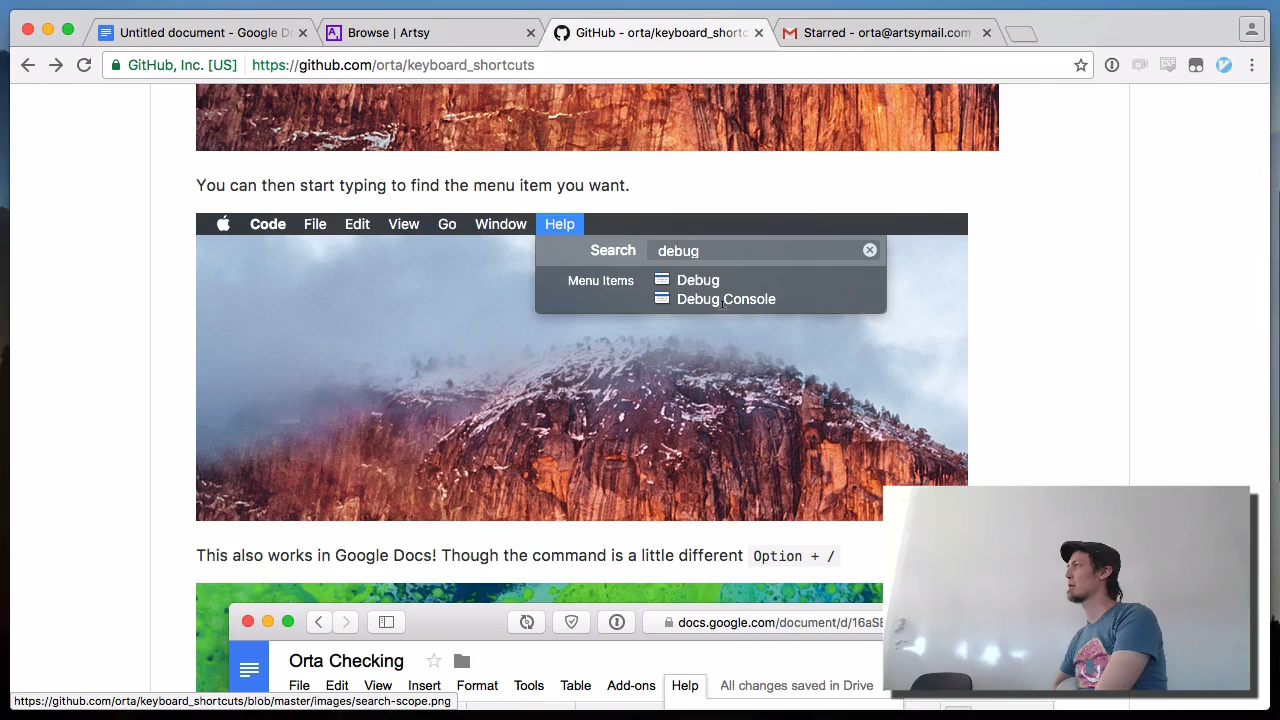 Untitled document - Google D
Browse | Artsy
GitHub - orta/keyboard_shortc
Starred - orta@artsymail.com
GitHub, Inc. [US]
https://github.com/orta/keyboard_shortcuts
You can then start typing to find the menu item you want.
Code File Edit View Go Window Help
Search debug
Menu Items Debug
Debug Console
This also works in Google Docs! Though the command is a little different Option + /
docs.google.com/document/d/16aSE
Orta Checking
File Edit View Insert Format Tools Table Add-ons Help All changes saved in Drive
https://github.com/orta/keyboard_shortcuts/blob/master/images/search-scope.png